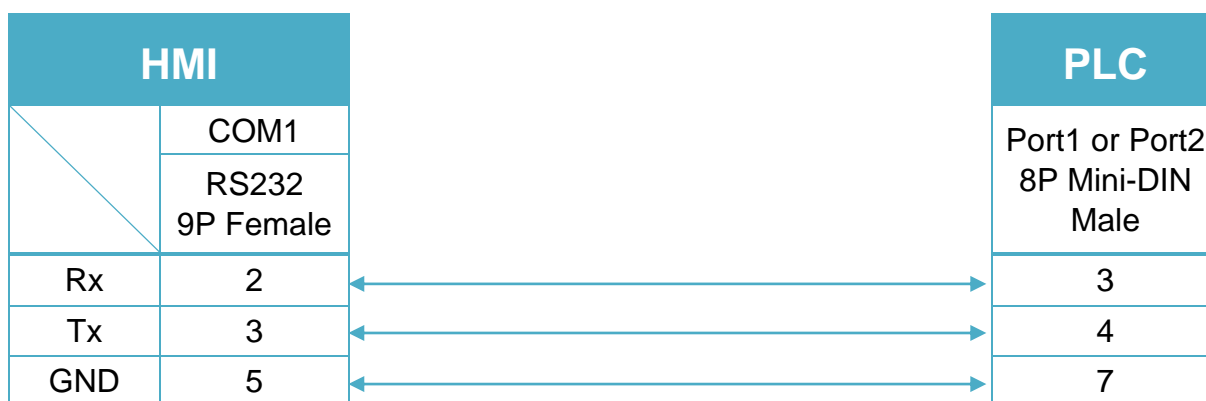 HMI
PLC
COM1
RS232
9P Female
Port1 or Port2
8P Mini-DIN
Male
Rx 2 3
Tx 3 4
GND 5 7